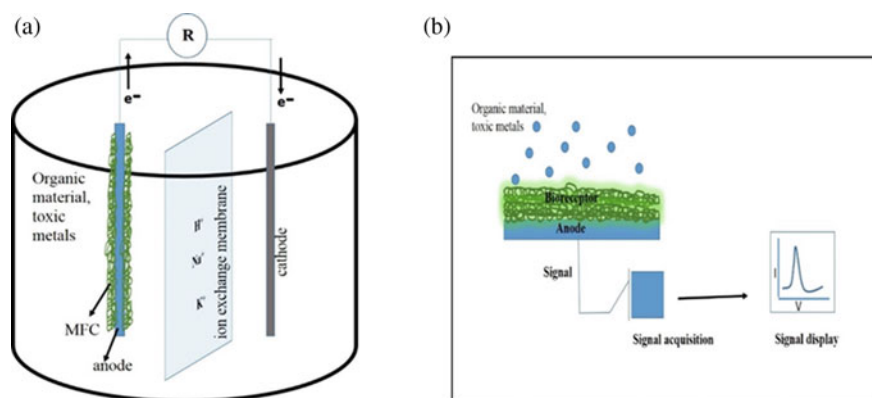 (a)
R
e⁻
e⁻
Organic
material,
toxic
metals
H⁺
Na⁺
K⁺
ion exchange membrane
cathode
MFC
anode
(b)
Organic material,
toxic metals
Bioreceptor
Anode
Signal
I
V
Signal acquisition
Signal display